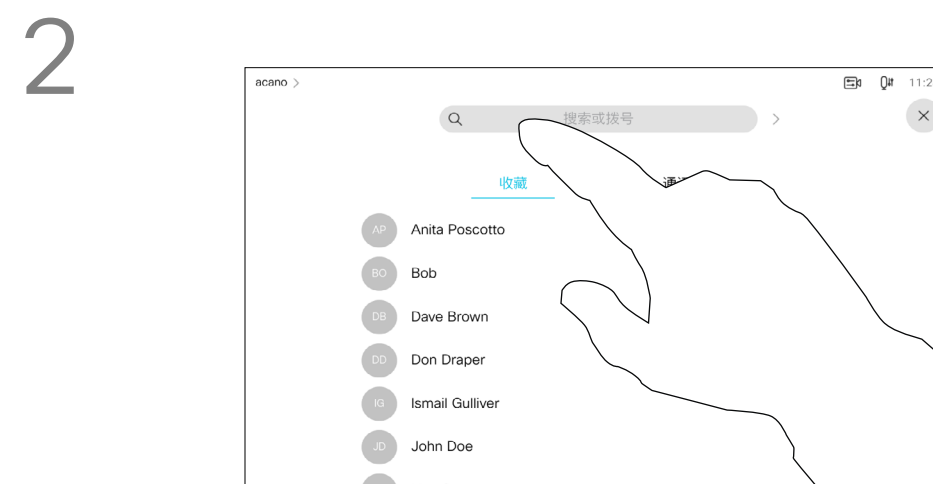 2
acano >
11:2
搜索或拨号 >
收藏
AP Anita Poscotto
BO Bob
DB Dave Brown
DD Don Draper
IG Ismail Gulliver
JD John Doe